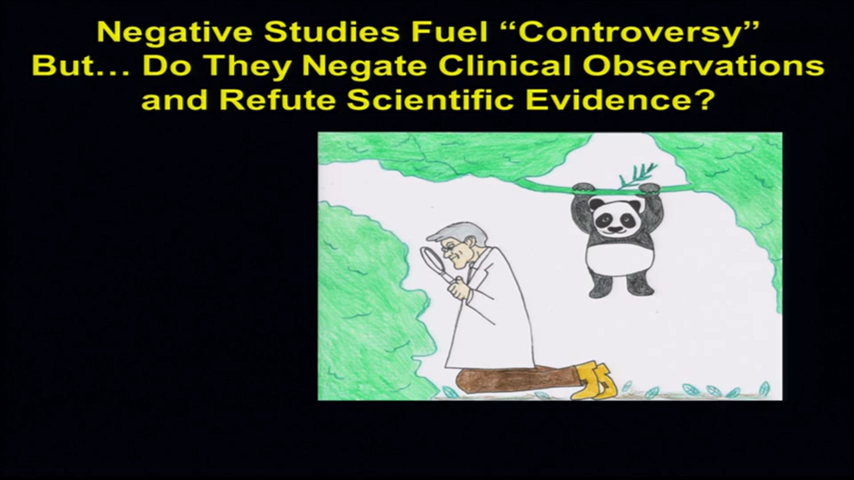 Negative Studies Fuel “Controversy”
But... Do They Negate Clinical Observations
and Refute Scientific Evidence?